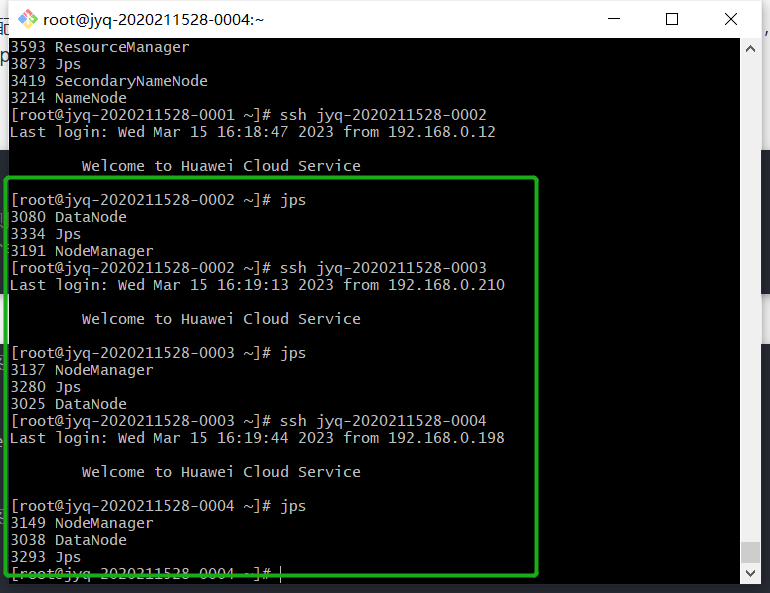 root@jyq-2020211528-0004:~
3593 ResourceManager
3873 Jps
3419 SecondaryNameNode
3214 NameNode
[root@jyq-2020211528-0001 ~]# ssh jyq-2020211528-0002
Last login: Wed Mar 15 16:18:47 2023 from 192.168.0.12
Welcome to Huawei Cloud Service
[root@jyq-2020211528-0002 ~]# jps
3080 DataNode
3334 Jps
3191 NodeManager
[root@jyq-2020211528-0002 ~]# ssh jyq-2020211528-0003
Last login: Wed Mar 15 16:19:13 2023 from 192.168.0.210
Welcome to Huawei Cloud Service
[root@jyq-2020211528-0003 ~]# jps
3137 NodeManager
3280 Jps
3025 DataNode
[root@jyq-2020211528-0003 ~]# ssh jyq-2020211528-0004
Last login: Wed Mar 15 16:19:44 2023 from 192.168.0.198
Welcome to Huawei Cloud Service
[root@jyq-2020211528-0004 ~]# jps
3149 NodeManager
3038 DataNode
3293 Jps
[root@jyq-2020211528-0004 ~]#